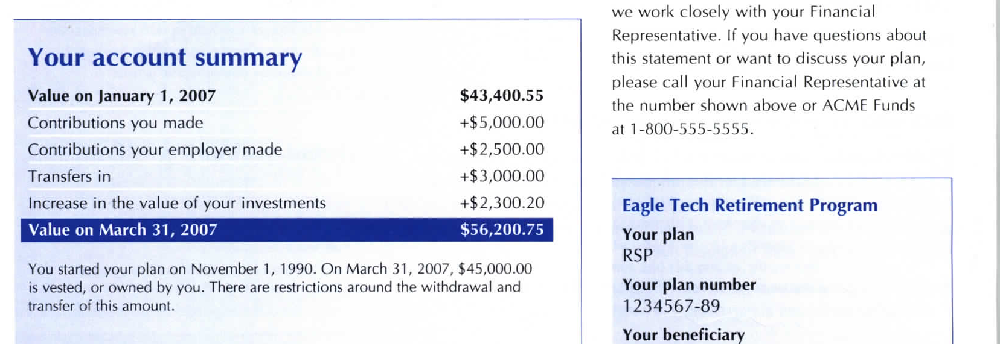 Your account summary
Value on January 1, 2007 $43,400.55
Contributions you made +$5,000.00
Contributions your employer made +$2,500.00
Transfers in +$3,000.00
Increase in the value of your investments +$2,300.20
Value on March 31, 2007 $56,200.75
You started your plan on November 1, 1990. On March 31, 2007, $45,000.00
is vested, or owned by you. There are restrictions around the withdrawal and
transfer of this amount.
we work closely with your Financial
Representative. If you have questions about
this statement or want to discuss your plan,
please call your Financial Representative at
the number shown above or ACME Funds
at 1-800-555-5555.
Eagle Tech Retirement Program
Your plan
RSP
Your plan number
1234567-89
Your beneficiary